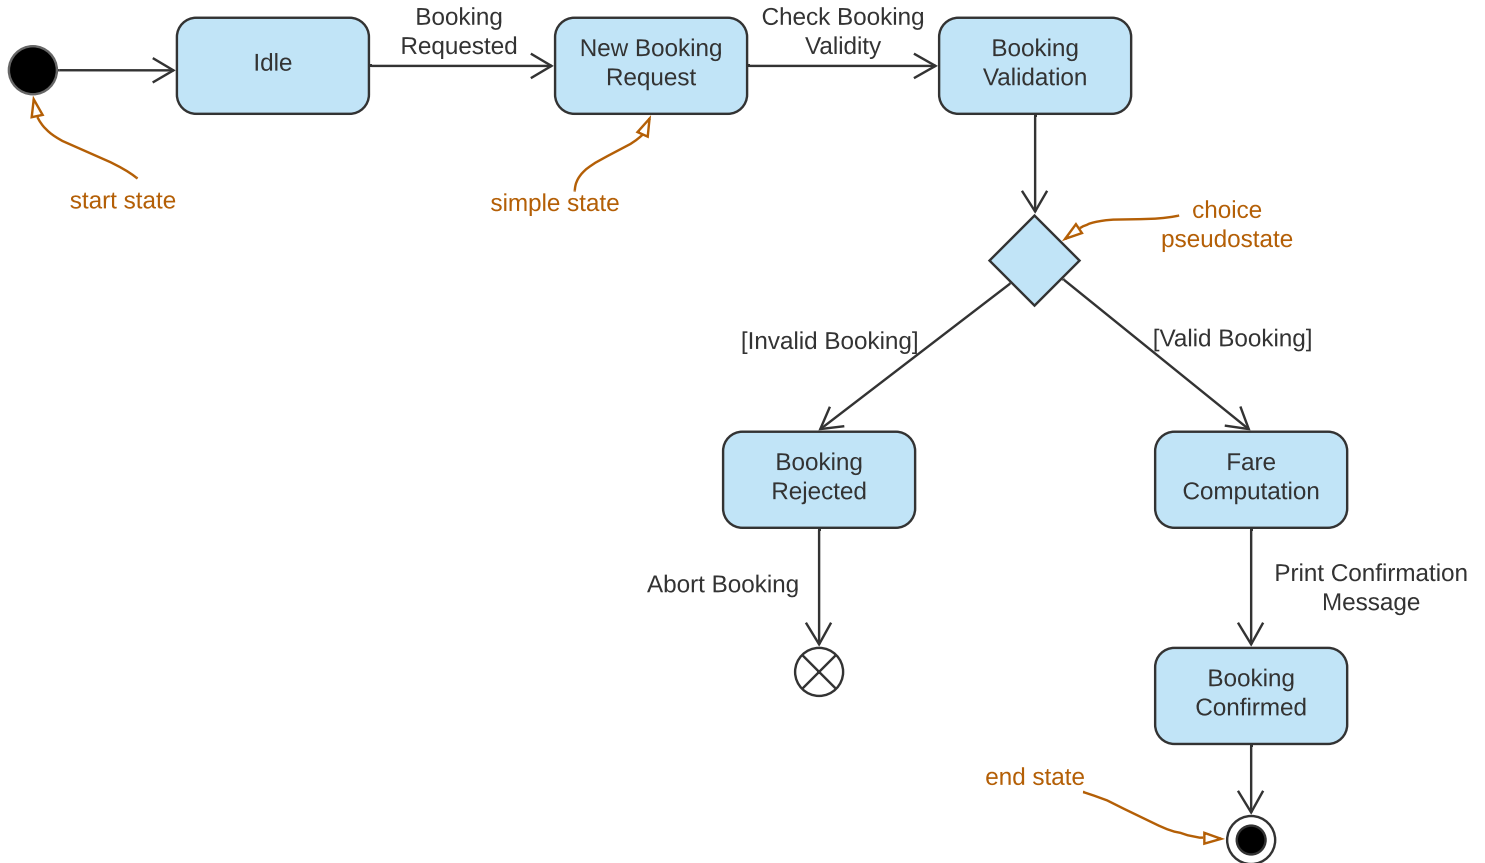 Idle
Booking
Requested
New Booking
Request
Check Booking
Validity
Booking
Validation
start state
simple state
choice
pseudostate
[Invalid Booking]
[Valid Booking]
Booking
Rejected
Fare
Computation
Abort Booking
Print Confirmation
Message
Booking
Confirmed
end state